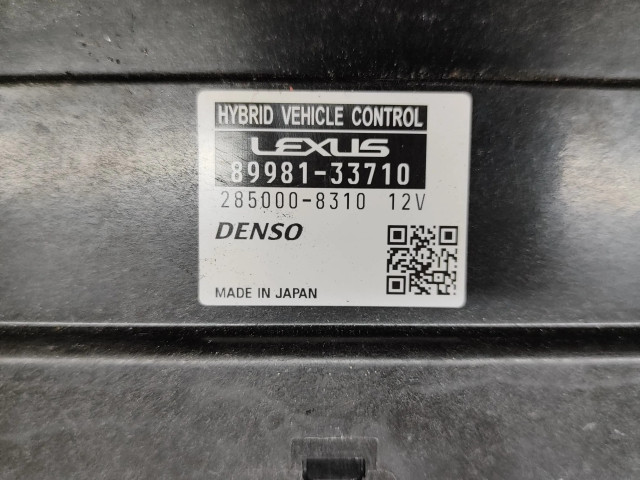 HYBRID VEHICLE CONTROL
LEXUS
89981-33710
285000-8310 12V
DENSO
MADE IN JAPAN